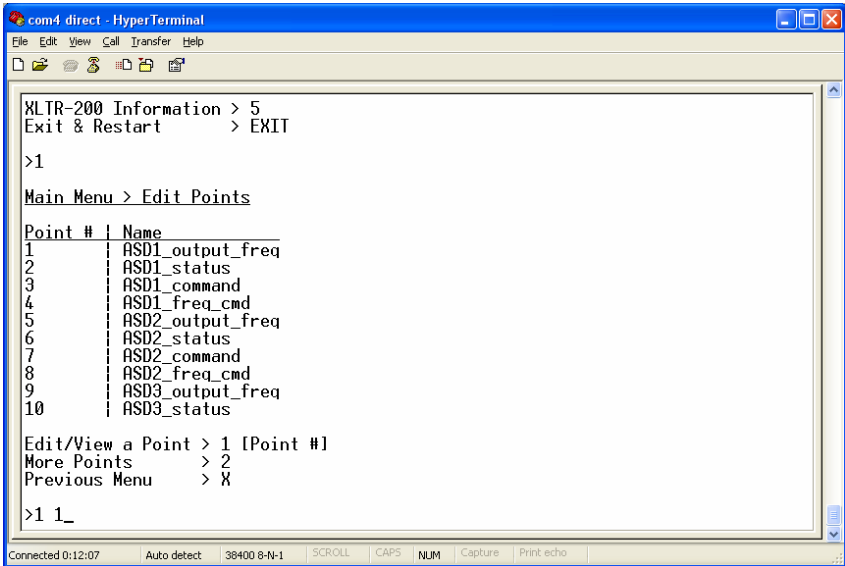 com4 direct - HyperTerminal
File Edit View Call Transfer Help
XLTR-200 Information > 5
Exit & Restart > EXIT
>1
Main Menu > Edit Points
Point # | Name
1 | ASD1_output_freq
2 | ASD1_status
3 | ASD1_command
4 | ASD1_freq_cmd
5 | ASD2_output_freq
6 | ASD2_status
7 | ASD2_command
8 | ASD2_freq_cmd
9 | ASD3_output_freq
10 | ASD3_status
Edit/View a Point > 1 [Point #]
More Points > 2
Previous Menu > X
>1 1_
Connected 0:12:07 Auto detect 38400 8-N-1 SCROLL CAPS NUM Capture Print echo